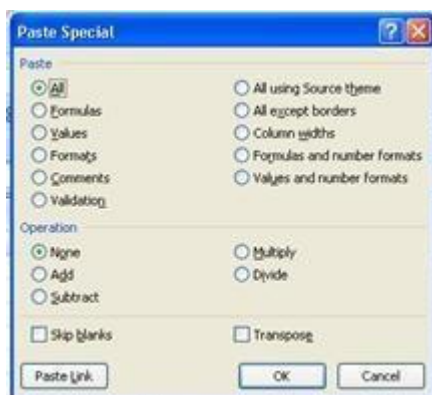 Paste Special
Paste
All
All using Source theme
Formulas
All except borders
Values
Column widths
Formats
Formulas and number formats
Comments
Values and number formats
Validation
Operation
None
Multiply
Add
Divide
Subtract
Skip blanks
Transpose
Paste Link
OK
Cancel